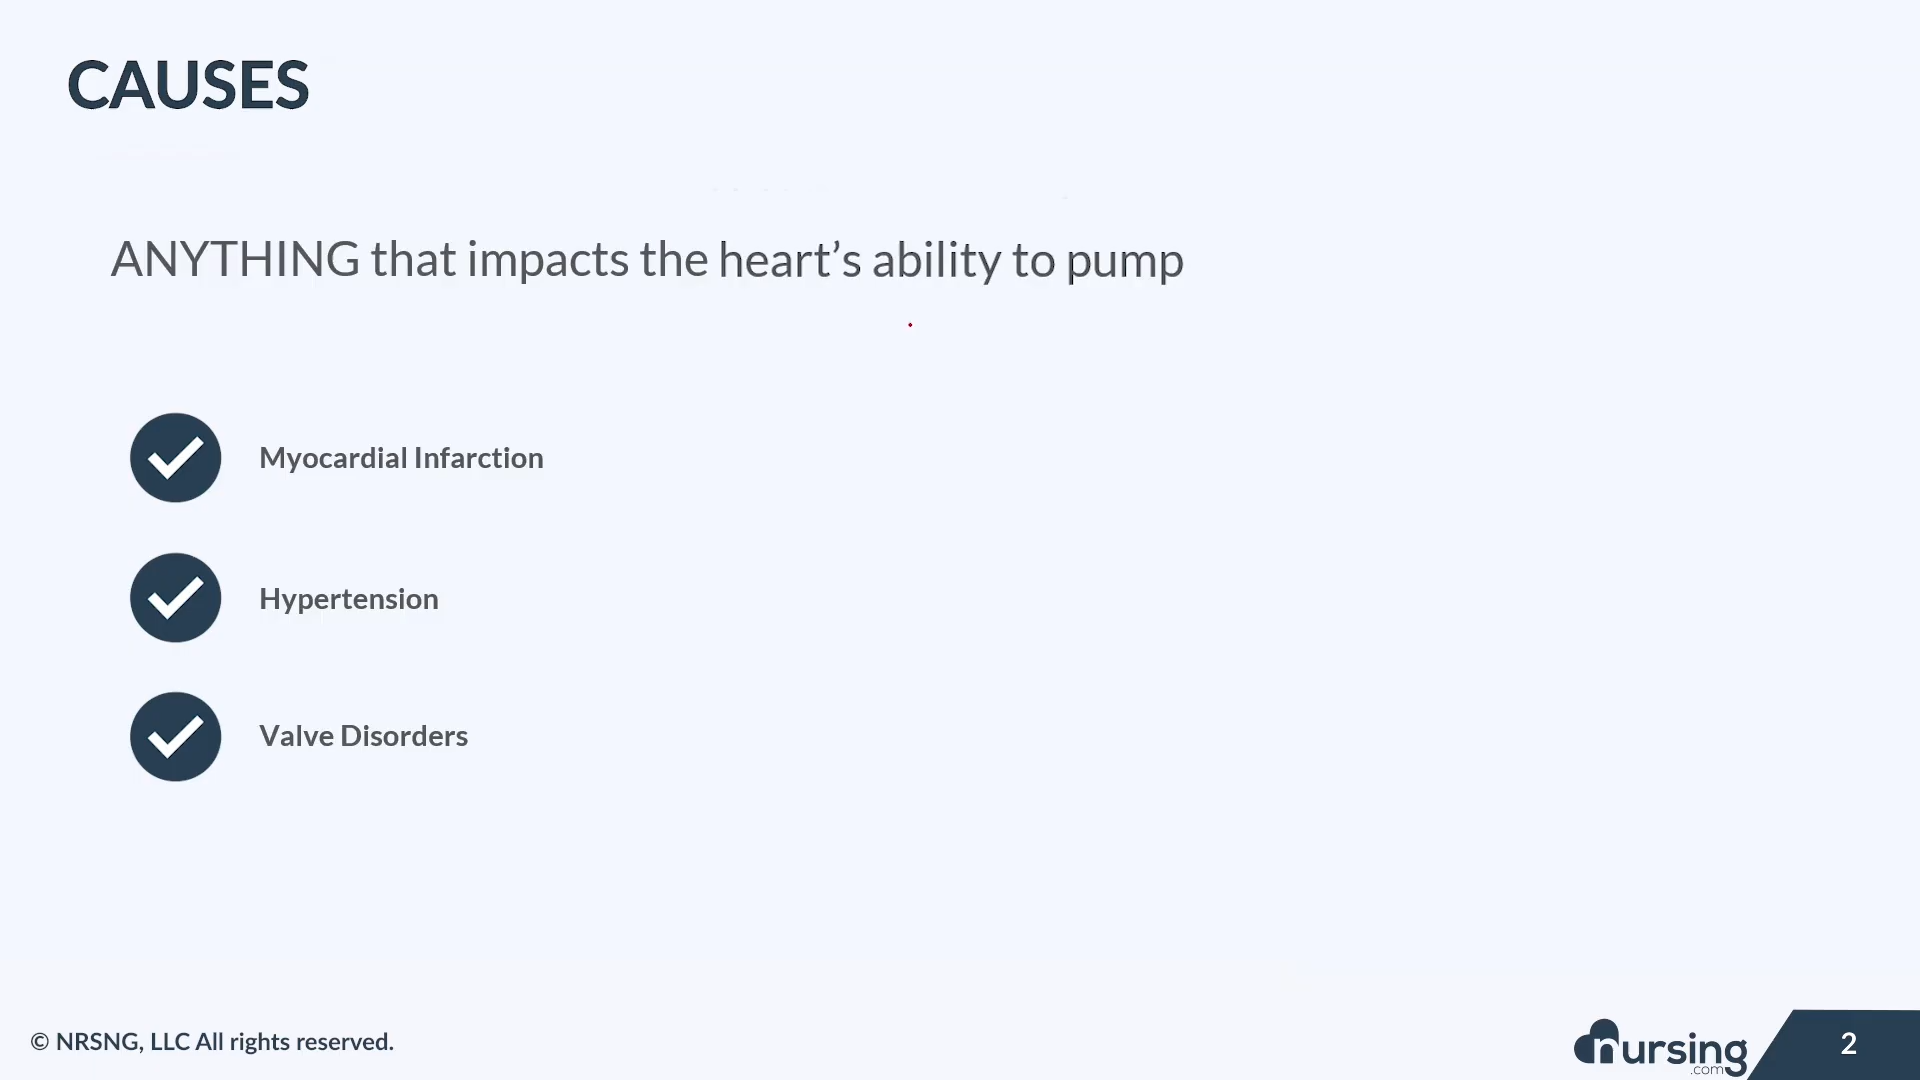 CAUSES
ANYTHING that impacts the heart’s ability to pump
Myocardial Infarction
Hypertension
Valve Disorders
© NRSNG, LLC All rights reserved.
nursing
.com
2